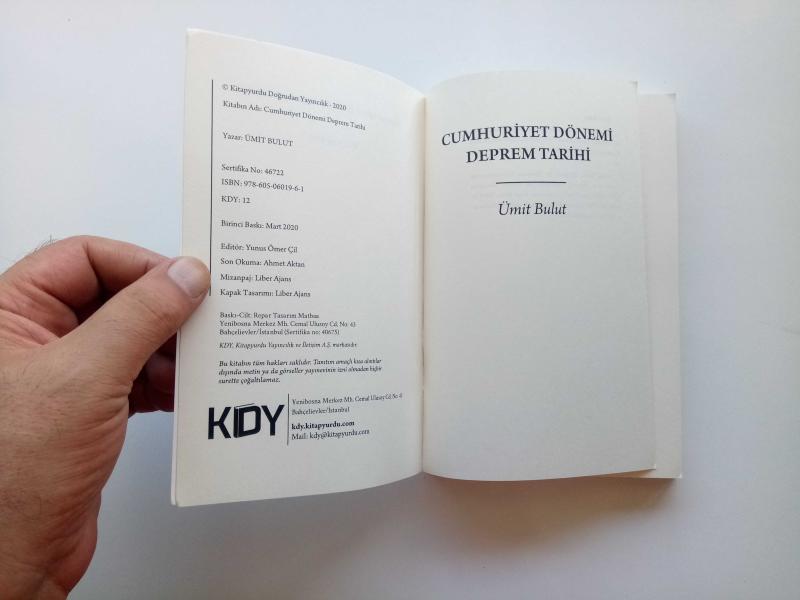 © Kitapyurdu Doğrudan Yayıncılık - 2020
Kitabın Adı: Cumhuriyet Dönemi Deprem Tarihi
Yazar: ÜMİT BULUT
Sertifika No: 46722
ISBN: 978-605-06019-6-1
KDY: 12
Birinci Baskı: Mart 2020
Editör: Yunus Ömer Çil
Son Okuma: Ahmet Aktan
Mizanpaj: Liber Ajans
Kapak Tasarımı: Liber Ajans
Baskı-Cilt: Repar Tasarım Matbaa
Yenibosna Merkez Mh. Cemal Ulusoy Cd. No: 43
Bahçelievler/İstanbul (Sertifika no: 40675)
KDY, Kitapyurdu Yayıncılık ve İletişim A.Ş. markasıdır.
Bu kitabın tüm hakları saklıdır. Tanıtım amaçlı kısa alıntılar
dışında metin ya da görseller yayınevinin izni olmadan hiçbir
surette çoğaltılamaz.
KDY
Yenibosna Merkez Mh. Cemal Ulusoy Cd. No:
Bahçelievler/İstanbul
kdy.kitapyurdu.com
Mail: kdy@kitapyurdu.com
CUMHURİYET DÖNEMİ
DEPREM TARİHİ
Ümit Bulut